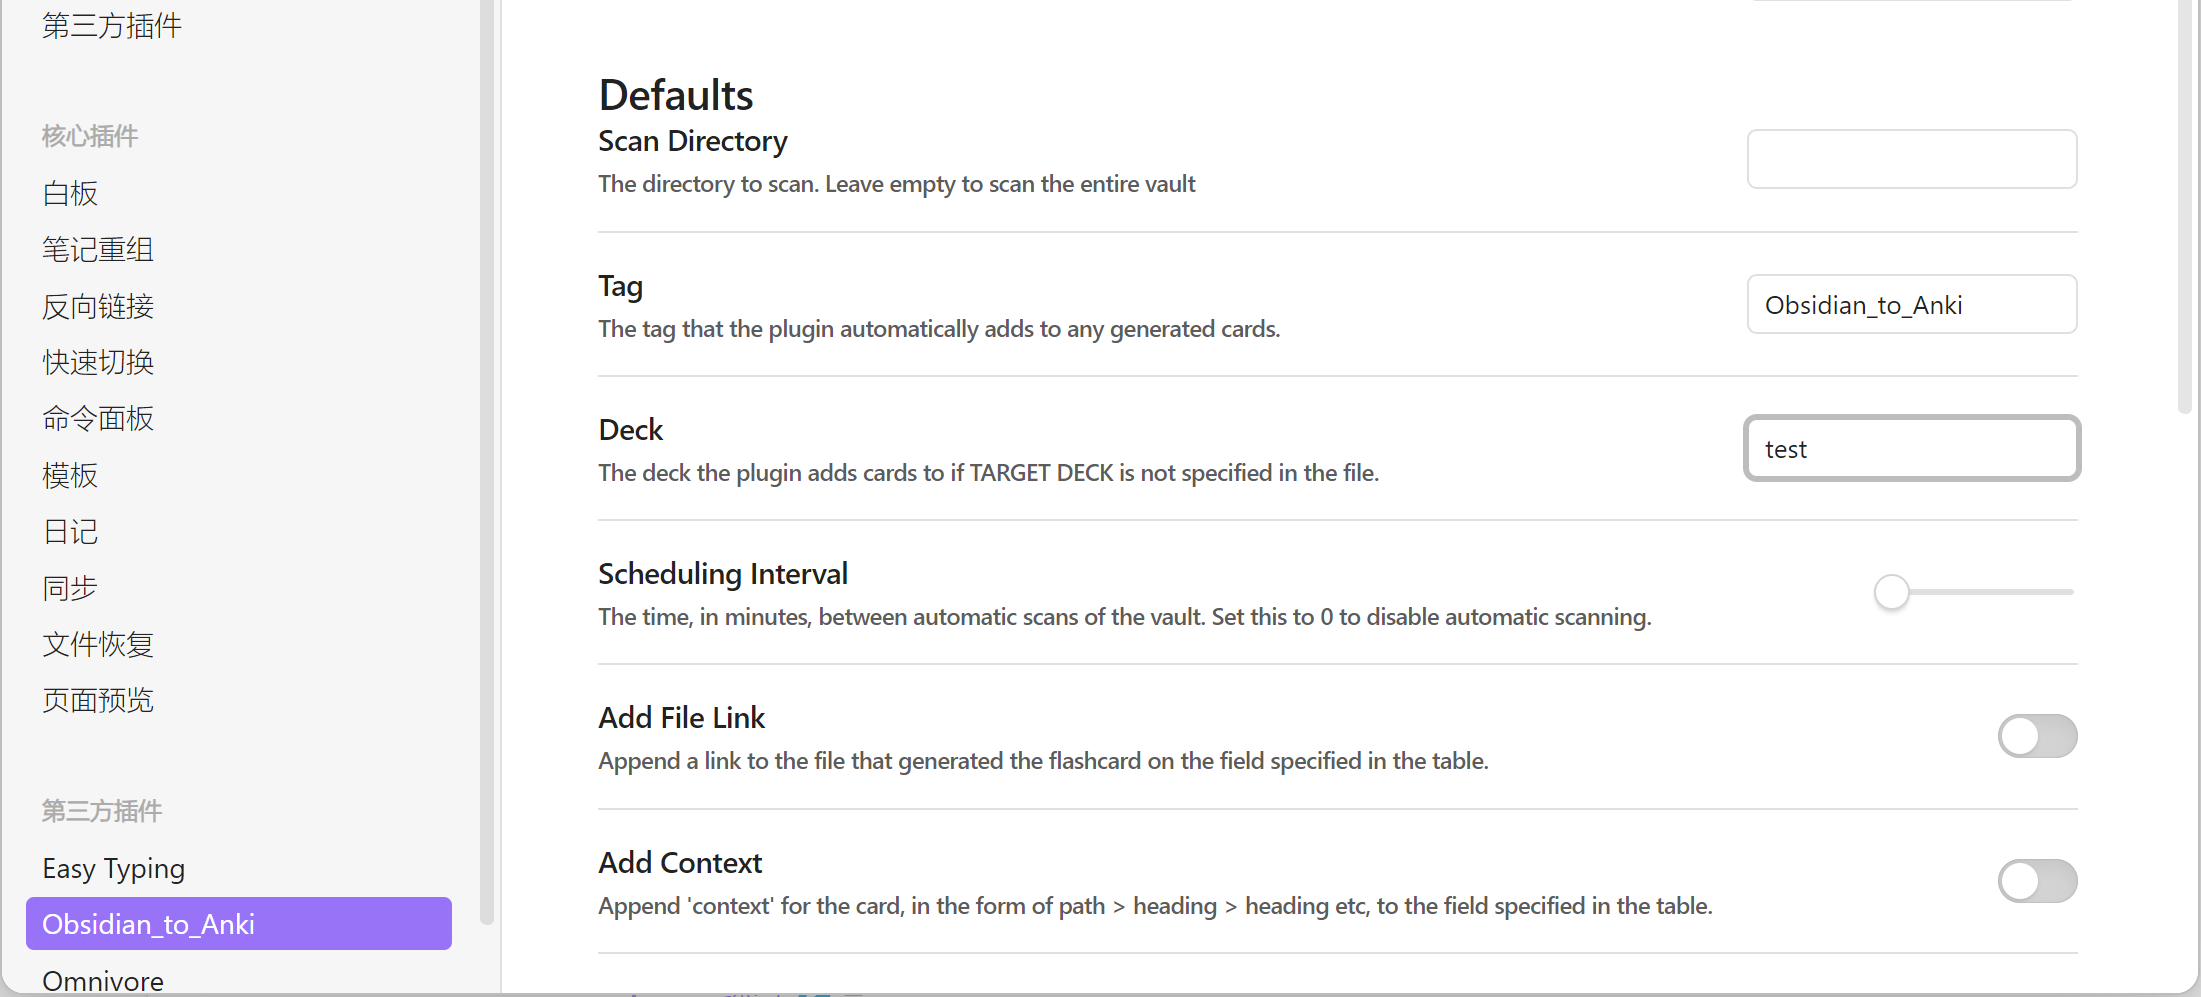 第三方插件
核心插件
白板
笔记重组
反向链接
快速切换
命令面板
模板
日记
同步
文件恢复
页面预览
第三方插件
Easy Typing
Obsidian_to_Anki
Omnivore
Defaults
Scan Directory
The directory to scan. Leave empty to scan the entire vault
Tag
The tag that the plugin automatically adds to any generated cards.
Obsidian_to_Anki
Deck
The deck the plugin adds cards to if TARGET DECK is not specified in the file.
test
Scheduling Interval
The time, in minutes, between automatic scans of the vault. Set this to 0 to disable automatic scanning.
Add File Link
Append a link to the file that generated the flashcard on the field specified in the table.
Add Context
Append 'context' for the card, in the form of path > heading > heading etc, to the field specified in the table.